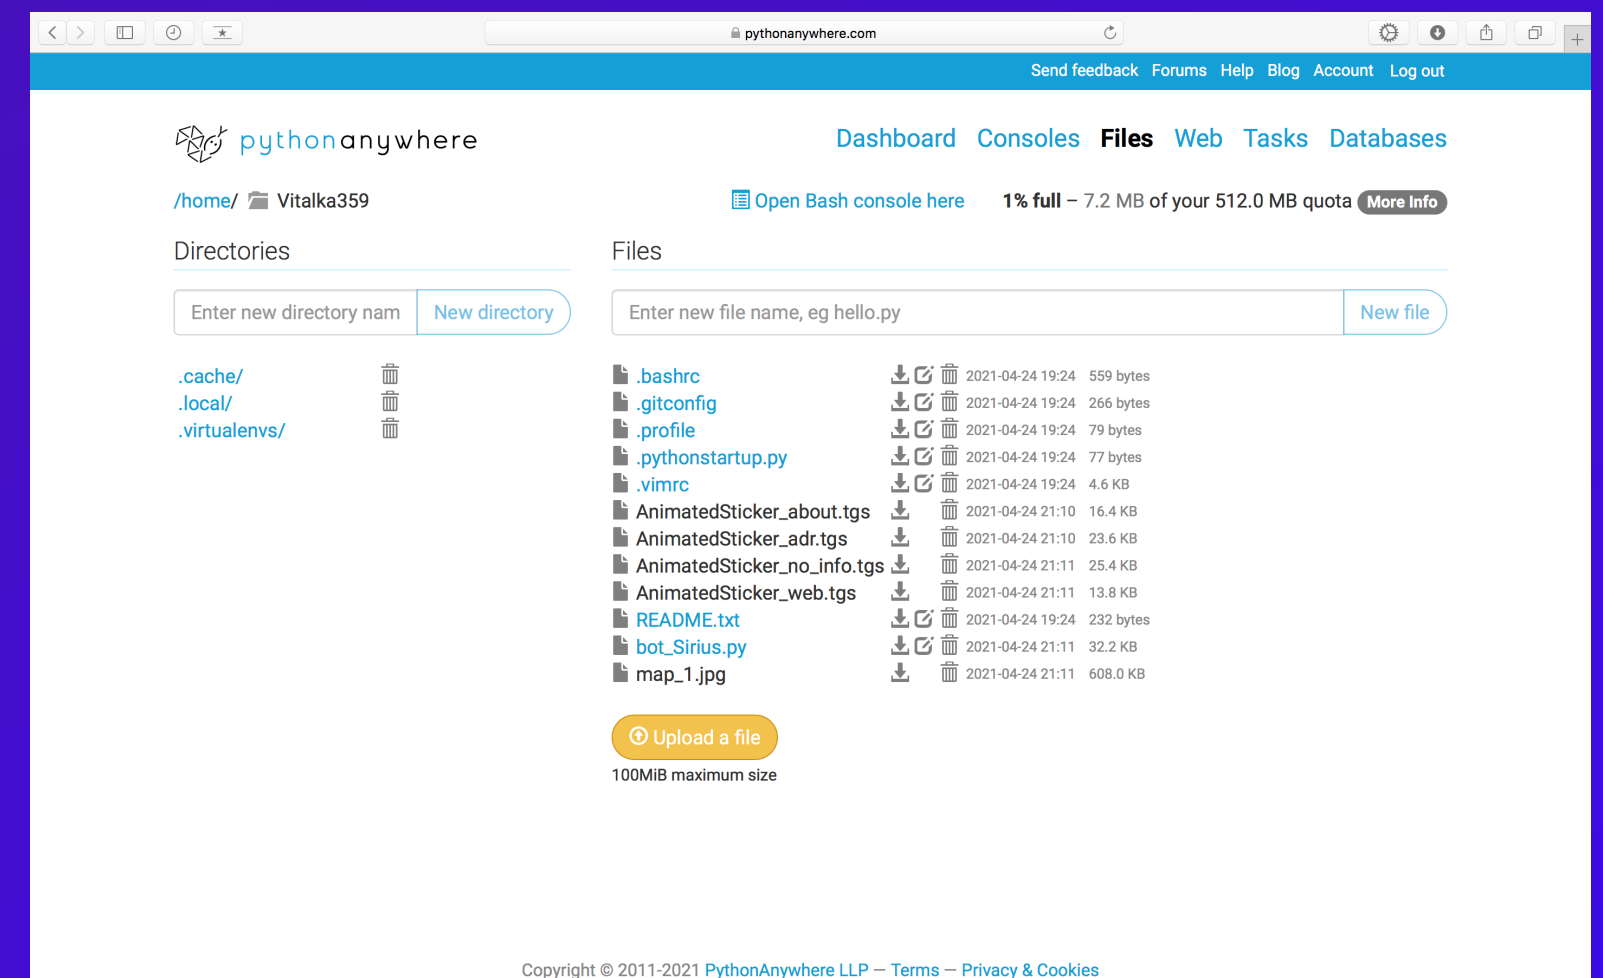 pythonanywhere.com
Send feedback Forums Help Blog Account Log out
pythonanywhere
Dashboard Consoles Files Web Tasks Databases
/home/ Vitalka359
Open Bash console here
1% full – 7.2 MB of your 512.0 MB quota More Info
Directories
Enter new directory nam New directory
.cache/
.local/
.virtualenvs/
Files
Enter new file name, eg hello.py New file
.bashrc 2021-04-24 19:24 559 bytes
.gitconfig 2021-04-24 19:24 266 bytes
.profile 2021-04-24 19:24 79 bytes
.pythonstartup.py 2021-04-24 19:24 77 bytes
.vimrc 2021-04-24 19:24 4.6 KB
AnimatedSticker_about.tgs 2021-04-24 21:10 16.4 KB
AnimatedSticker_adr.tgs 2021-04-24 21:10 23.6 KB
AnimatedSticker_no_info.tgs 2021-04-24 21:11 25.4 KB
AnimatedSticker_web.tgs 2021-04-24 21:11 13.8 KB
README.txt 2021-04-24 19:24 232 bytes
bot_Sirius.py 2021-04-24 21:11 32.2 KB
map_1.jpg 2021-04-24 21:11 608.0 KB
Upload a file
100MiB maximum size
Copyright © 2011-2021 PythonAnywhere LLP — Terms — Privacy & Cookies